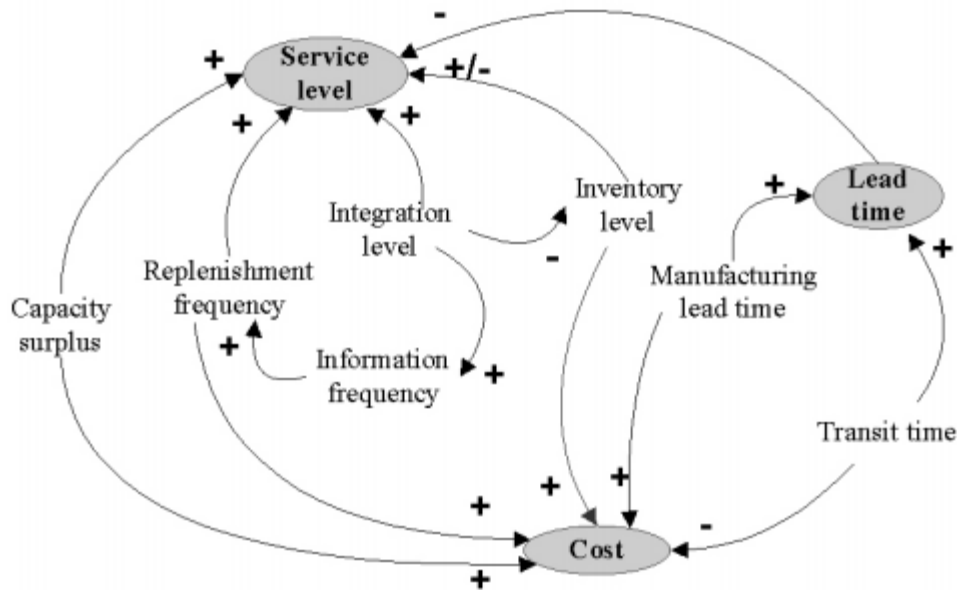 -
+
Service
level
+/-
+
+
Lead
time
+
+
Inventory
level
Integration
level
-
Replenishment
frequency
Manufacturing
lead time
Capacity
surplus
+
Information
frequency
+
Transit time
+
+
+
-
Cost
+